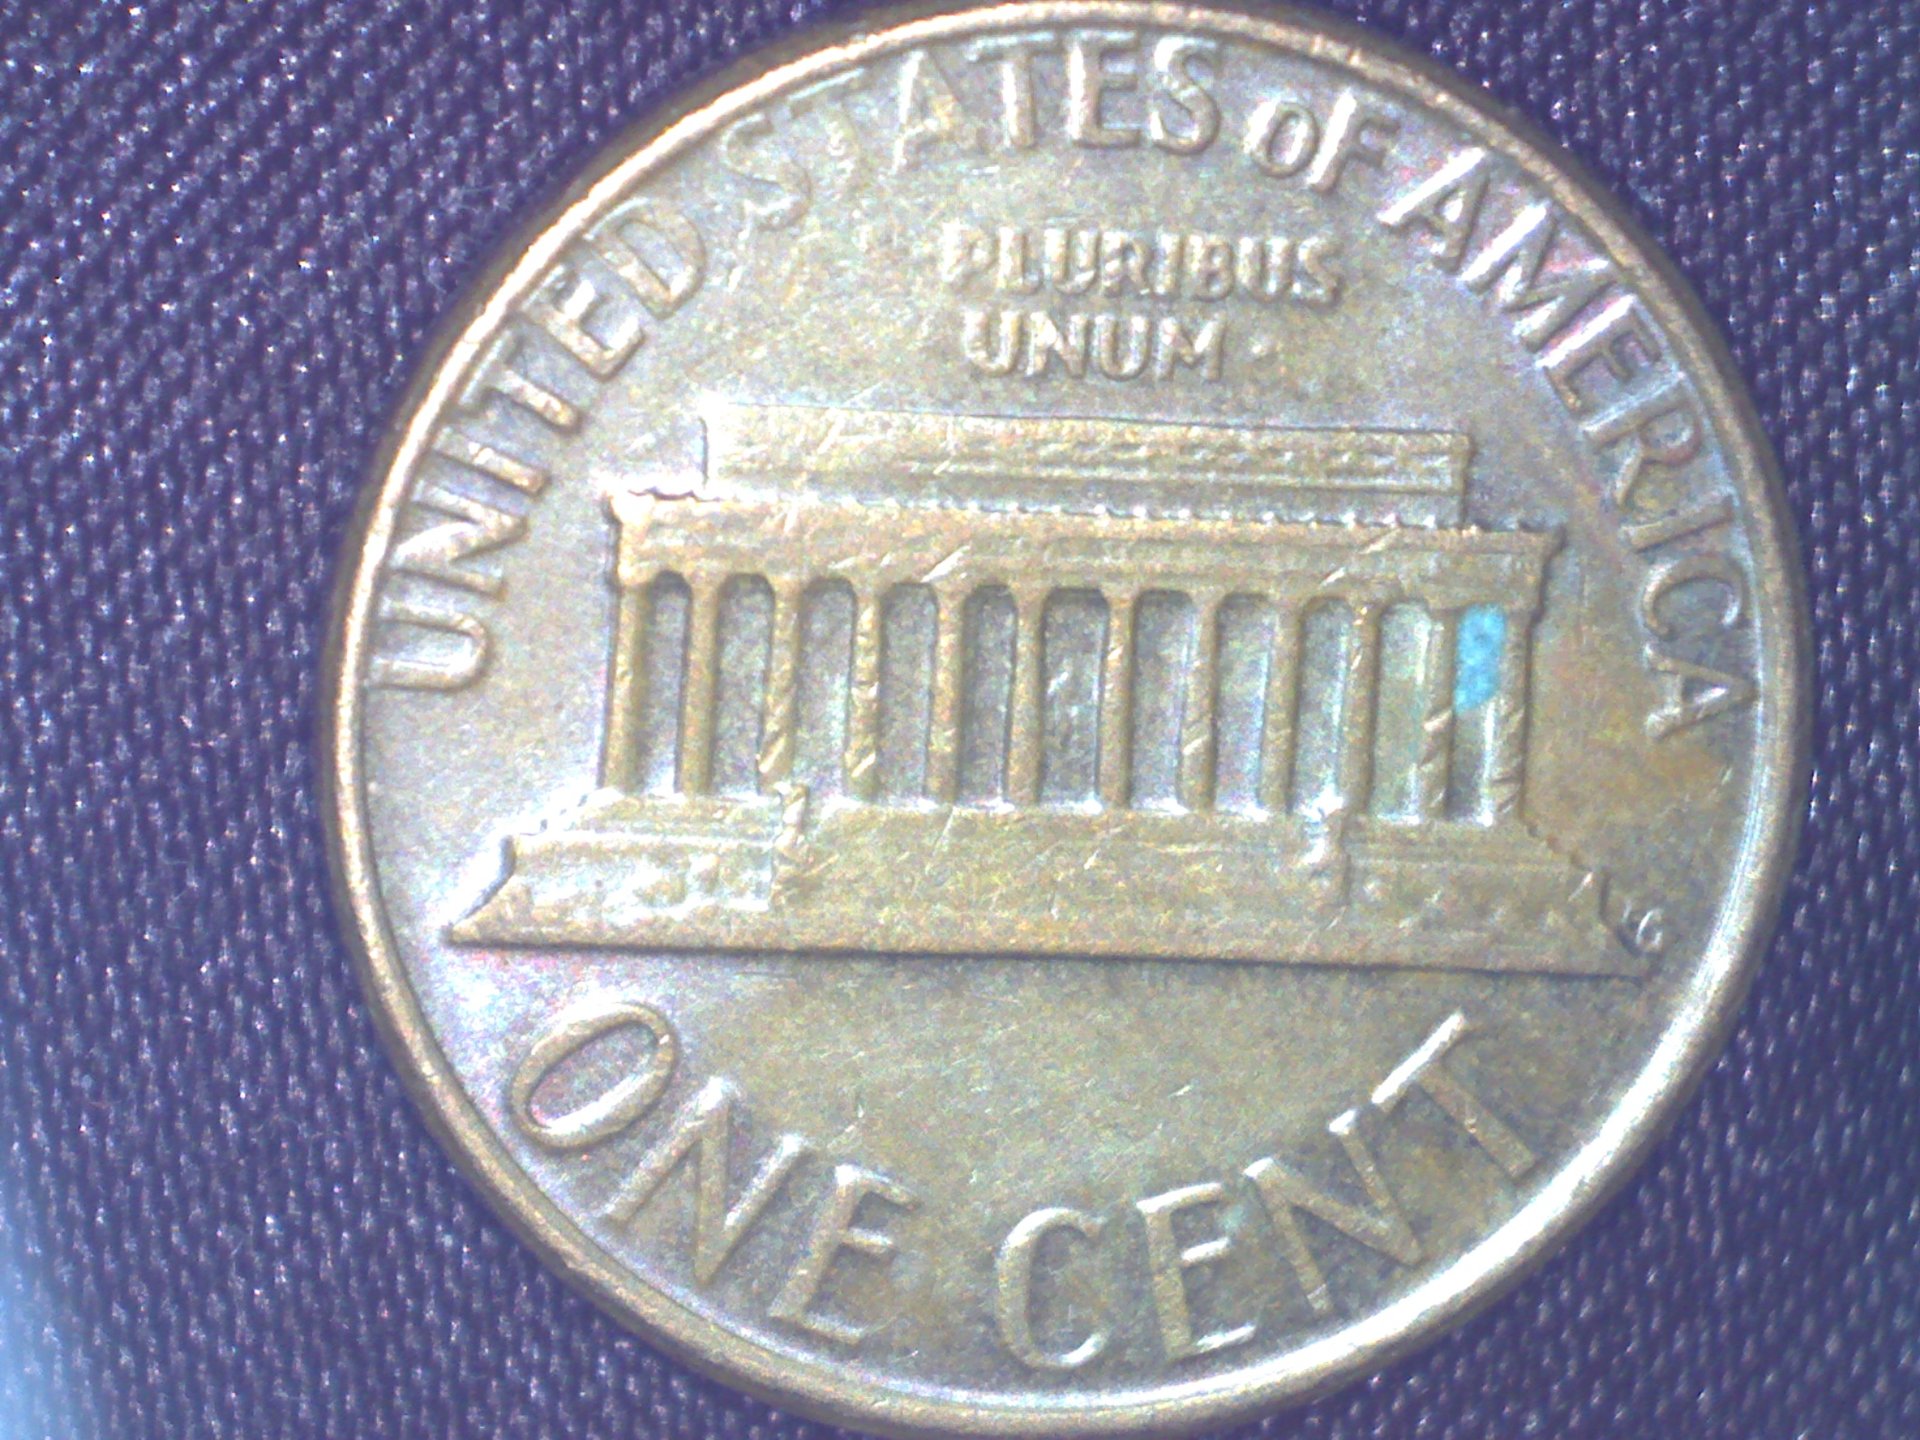 UNITED STATES OF AMERICA
PLURIBUS
UNUM
ONE CENT